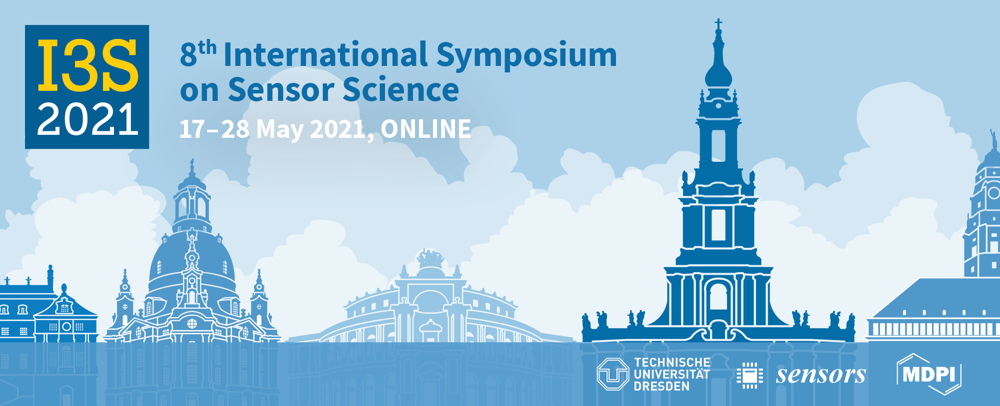 I3S
2021
8th International Symposium
on Sensor Science
17–28 May 2021, ONLINE
TECHNISCHE
UNIVERSITÄT
DRESDEN
sensors
MDPI